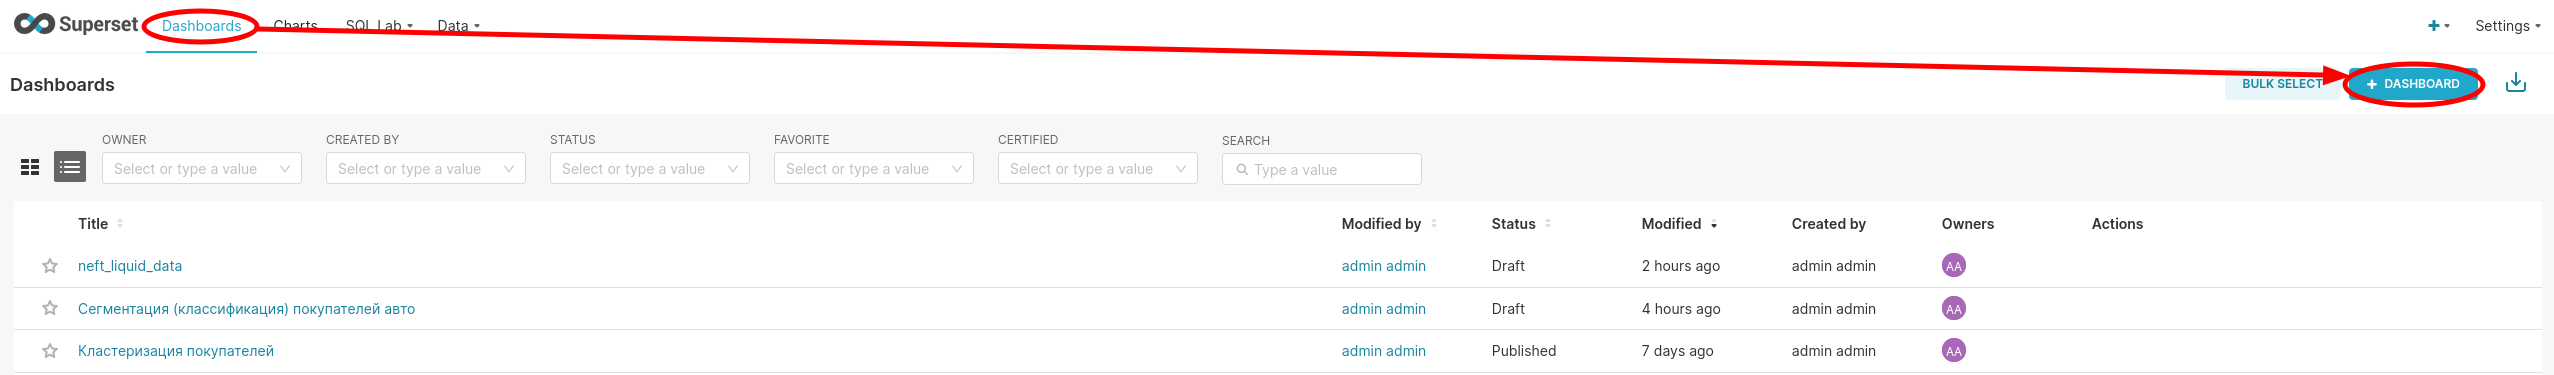 Superset Dashboards Charts SQL Lab Data Settings
Dashboards BULK SELECT + DASHBOARD
OWNER CREATED BY STATUS FAVORITE CERTIFIED SEARCH
Select or type a value Select or type a value Select or type a value Select or type a value Select or type a value Type a value
Title Modified by Status Modified Created by Owners Actions
neft_liquid_data admin admin Draft 2 hours ago admin admin AA
Сегментация (классификация) покупателей авто admin admin Draft 4 hours ago admin admin AA
Кластеризация покупателей admin admin Published 7 days ago admin admin AA